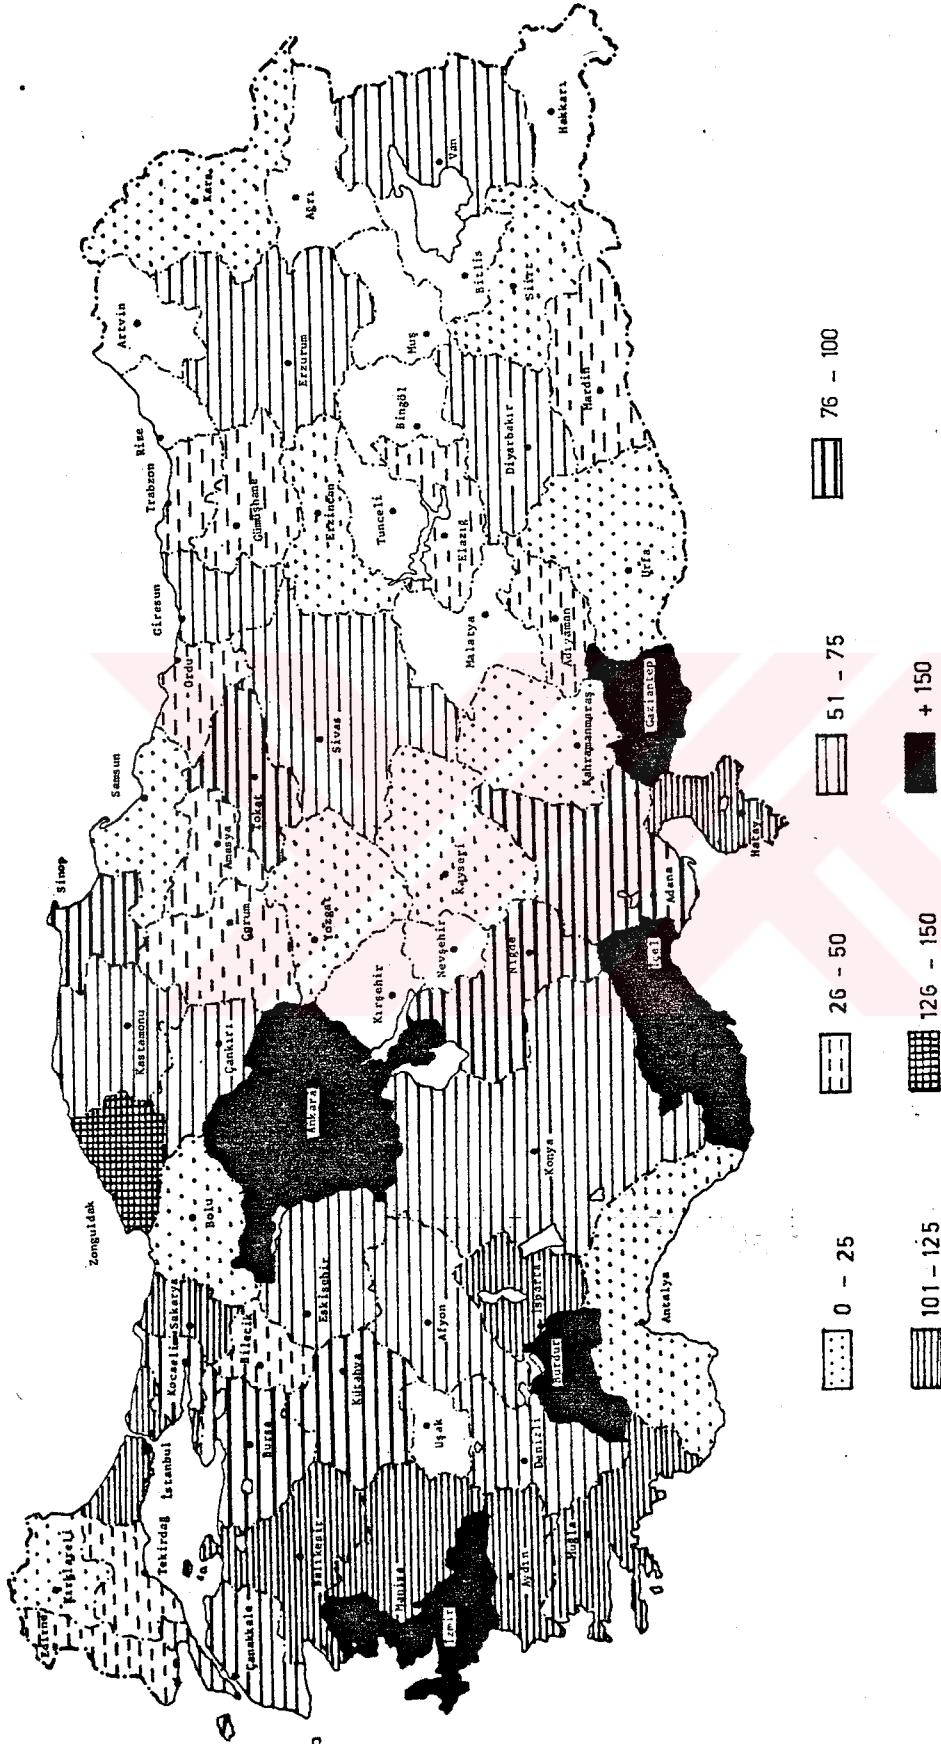 Edirne
Kırklareli
Tekirdağ
İstanbul
Çanakkale
Balıkesir
Bursa
Kocaeli
Sakarya
Bilecik
Bolu
Zonguldak
Kastamonu
Sinop
Samsun
Çankırı
Çorum
Amasya
Tokat
Ordu
Giresun
Trabzon
Rize
Artvin
Kars
Gümüşhane
Erzincan
Erzurum
Ağrı
Manisa
İzmir
Kütahya
Eskişehir
Ankara
Yozgat
Sivas
Tunceli
Bingöl
Muş
Bitlis
Van
Uşak
Afyon
Kırşehir
Nevşehir
Kayseri
Malatya
Elazığ
Diyarbakır
Siirt
Hakkari
Aydın
Denizli
Isparta
Burdur
Konya
Niğde
Kahramanmaraş
Adıyaman
Urfa
Mardin
Muğla
Antalya
İçel
Adana
Gaziantep
Hatay
0 - 25
26 - 50
51 - 75
76 - 100
101 - 125
126 - 150
+ 150